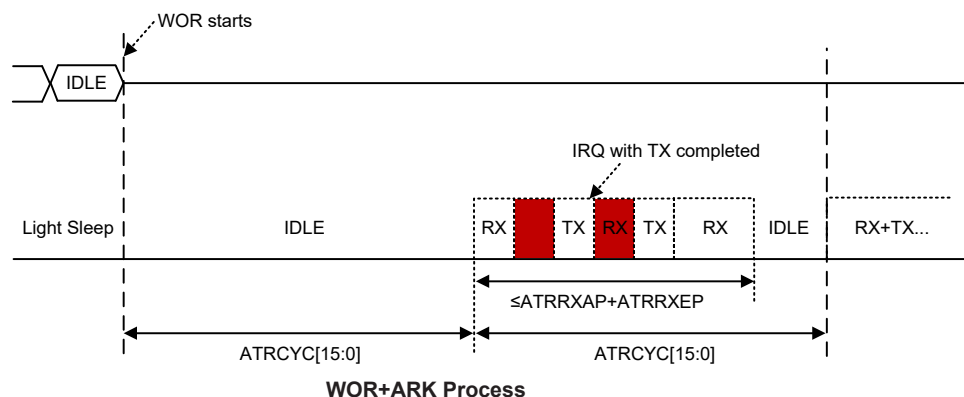 WOR starts
IDLE
IRQ with TX completed
Light Sleep IDLE RX TX RX TX RX IDLE RX+TX...
≤ATRRXAP+ATRRXEP
ATRCYC[15:0] ATRCYC[15:0]
WOR+ARK Process